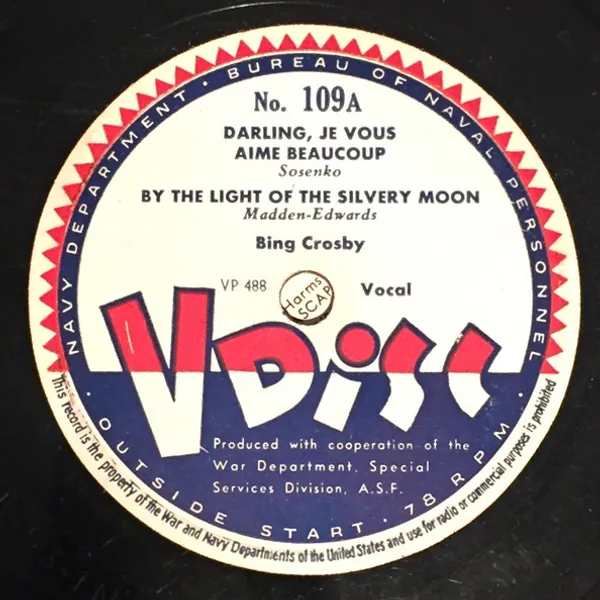 NAVY DEPARTMENT · BUREAU OF NAVAL PERSONNEL
No. 109A
DARLING, JE VOUS
AIME BEAUCOUP
Sosenko
BY THE LIGHT OF THE SILVERY MOON
Madden-Edwards
Bing Crosby
VP 488
Harms
SCAP
Vocal
V Disc
Produced with cooperation of the
War Department, Special
Services Division, A.S.F.
· OUTSIDE START · 78 RPM ·
This record is the property of the War and Navy Departments of the United States and use for radio or commercial purposes is prohibited